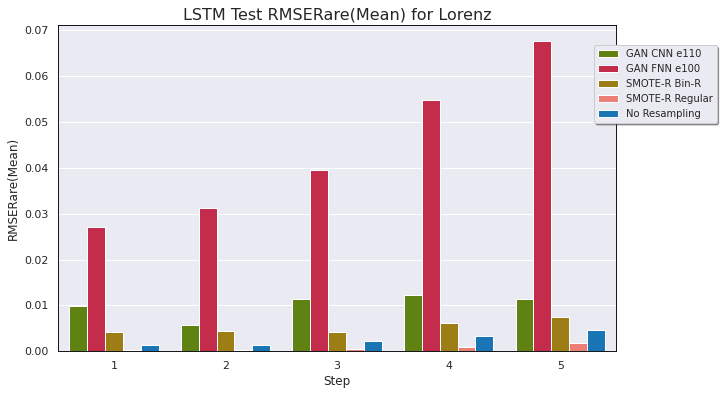 LSTM Test RMSERare(Mean) for Lorenz
0.07
0.06
0.05
0.04
0.03
0.02
0.01
0.00
RMSERare(Mean)
GAN CNN e110
GAN FNN e100
SMOTE-R Bin-R
SMOTE-R Regular
No Resampling
1 2 3 4 5
Step